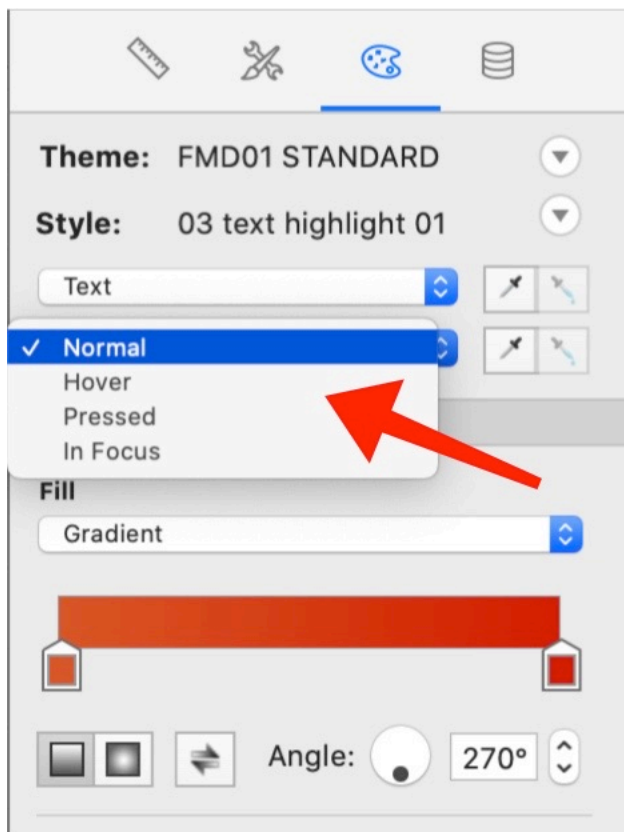 Theme: FMD01 STANDARD
Style: 03 text highlight 01
Text
Normal
Hover
Pressed
In Focus
Fill
Gradient
Angle: 270°